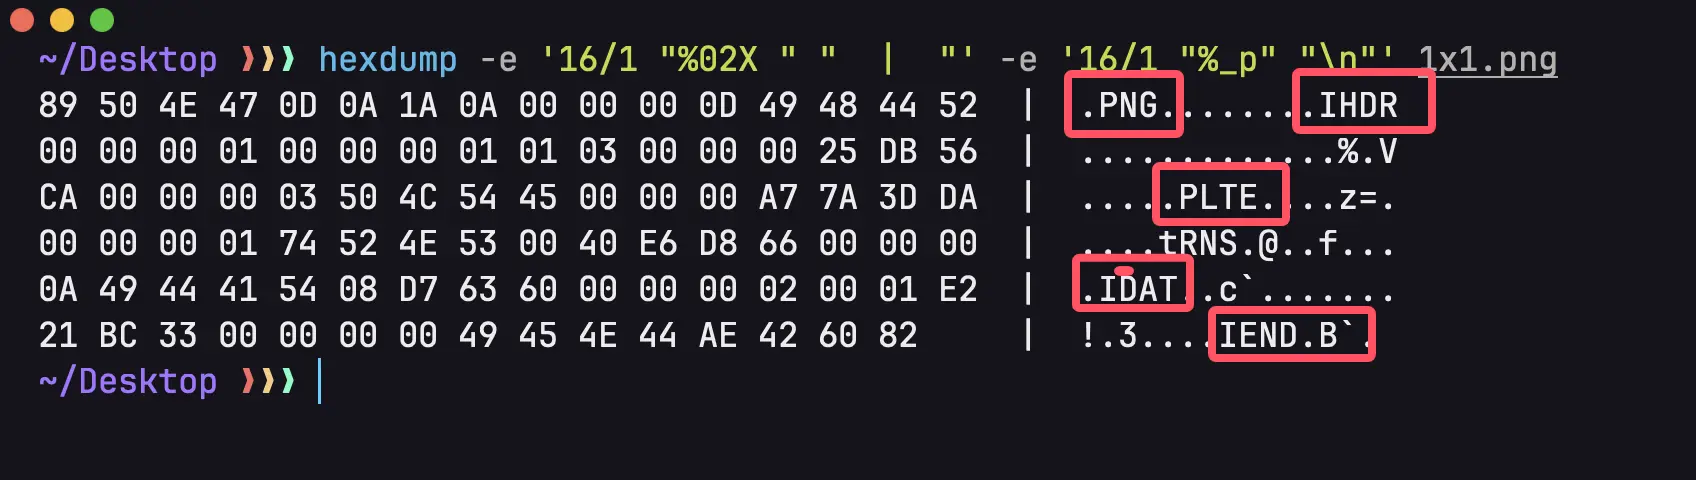 ~/Desktop ❯❯❯ hexdump -e '16/1 "%02X " "  |  "' -e '16/1 "%_p" "\n"' 1x1.png
89 50 4E 47 0D 0A 1A 0A 00 00 00 0D 49 48 44 52  |  .PNG........IHDR
00 00 00 01 00 00 00 01 01 03 00 00 00 25 DB 56  |  .............%.V
CA 00 00 00 03 50 4C 54 45 00 00 00 A7 7A 3D DA  |  .....PLTE....z=.
00 00 00 01 74 52 4E 53 00 40 E6 D8 66 00 00 00  |  ....tRNS.@..f...
0A 49 44 41 54 08 D7 63 60 00 00 00 02 00 01 E2  |  .IDAT..c`.......
21 BC 33 00 00 00 00 49 45 4E 44 AE 42 60 82     |  !.3....IEND.B`.
~/Desktop ❯❯❯